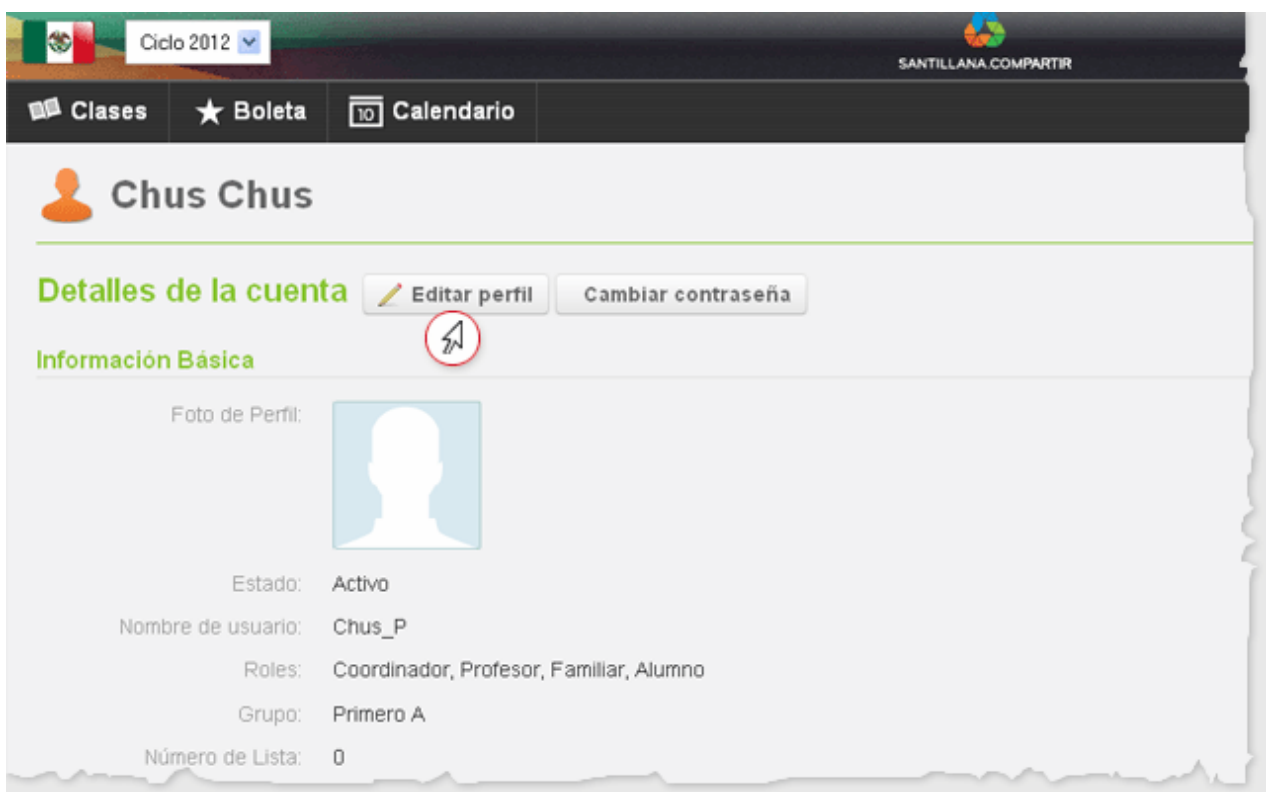 Ciclo 2012
SANTILLANA.COMPARTIR
Clases
Boleta
10 Calendario
Chus Chus
Detalles de la cuenta Editar perfil Cambiar contraseña
Información Básica
Foto de Perfil:
Estado: Activo
Nombre de usuario: Chus_P
Roles: Coordinador, Profesor, Familiar, Alumno
Grupo: Primero A
Número de Lista: 0